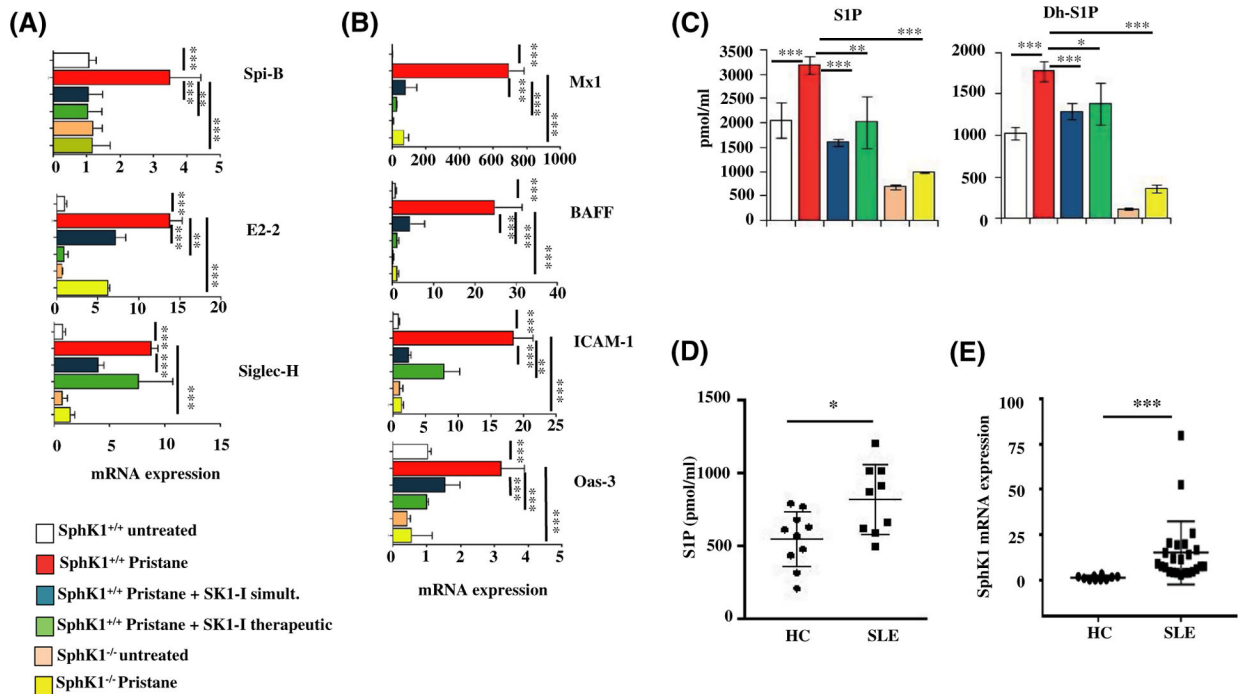 (A)
***
Spi-B
***
**
***
0 1 2 3 4 5
***
E2-2
***
**
***
0 5 10 15 20
***
***
Siglec-H
***
0 5 10 15
mRNA expression
SphK1+/+ untreated
SphK1+/+ Pristane
SphK1+/+ Pristane + SK1-I simult.
SphK1+/+ Pristane + SK1-I therapeutic
SphK1-/- untreated
SphK1-/- Pristane
(B)
***
Mx1
***
***
***
0 200 400 600 800 1000
***
BAFF
***
***
***
0 10 20 30 40
***
ICAM-1
***
**
***
0 5 10 15 20 25
***
Oas-3
***
***
***
0 1 2 3 4 5
mRNA expression
(C)
S1P
***
***
**
***
pmol/ml
3500
3000
2500
2000
1500
1000
500
0
Dh-S1P
***
***
*
***
2000
1500
1000
500
0
(D)
*
S1P (pmol/ml)
1500
1000
500
0
HC SLE
(E)
***
SphK1 mRNA expression
100
75
50
25
0
HC SLE